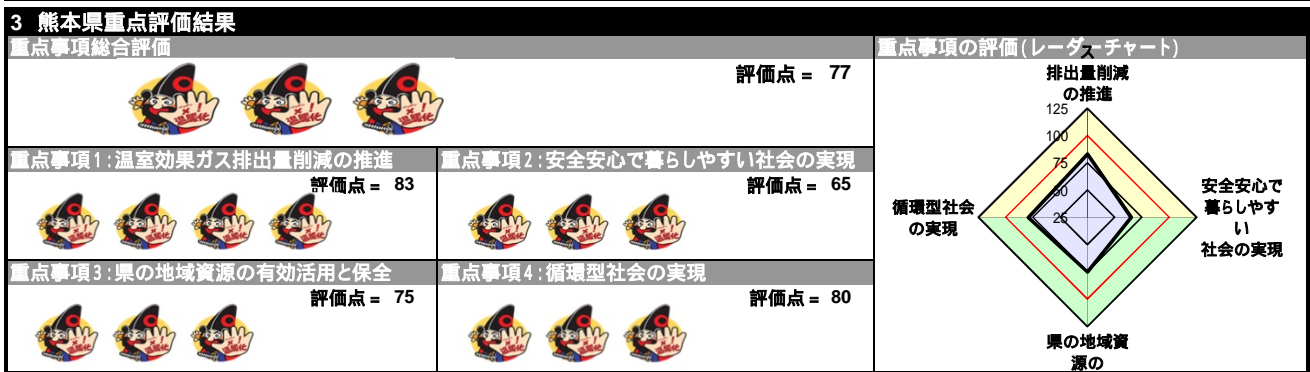 3 熊本県重点評価結果
重点事項総合評価
評価点 = 77
重点事項1:温室効果ガス排出量削減の推進
評価点 = 83
重点事項2:安全安心で暮らしやすい社会の実現
評価点 = 65
重点事項3:県の地域資源の有効活用と保全
評価点 = 75
重点事項4:循環型社会の実現
評価点 = 80
重点事項の評価(レーダーチャート)
ス
排出量削減
の推進
125
100
75
50
25
安全安心で
暮らしやす
い
社会の実現
循環型社会
の実現
県の地域資
源の